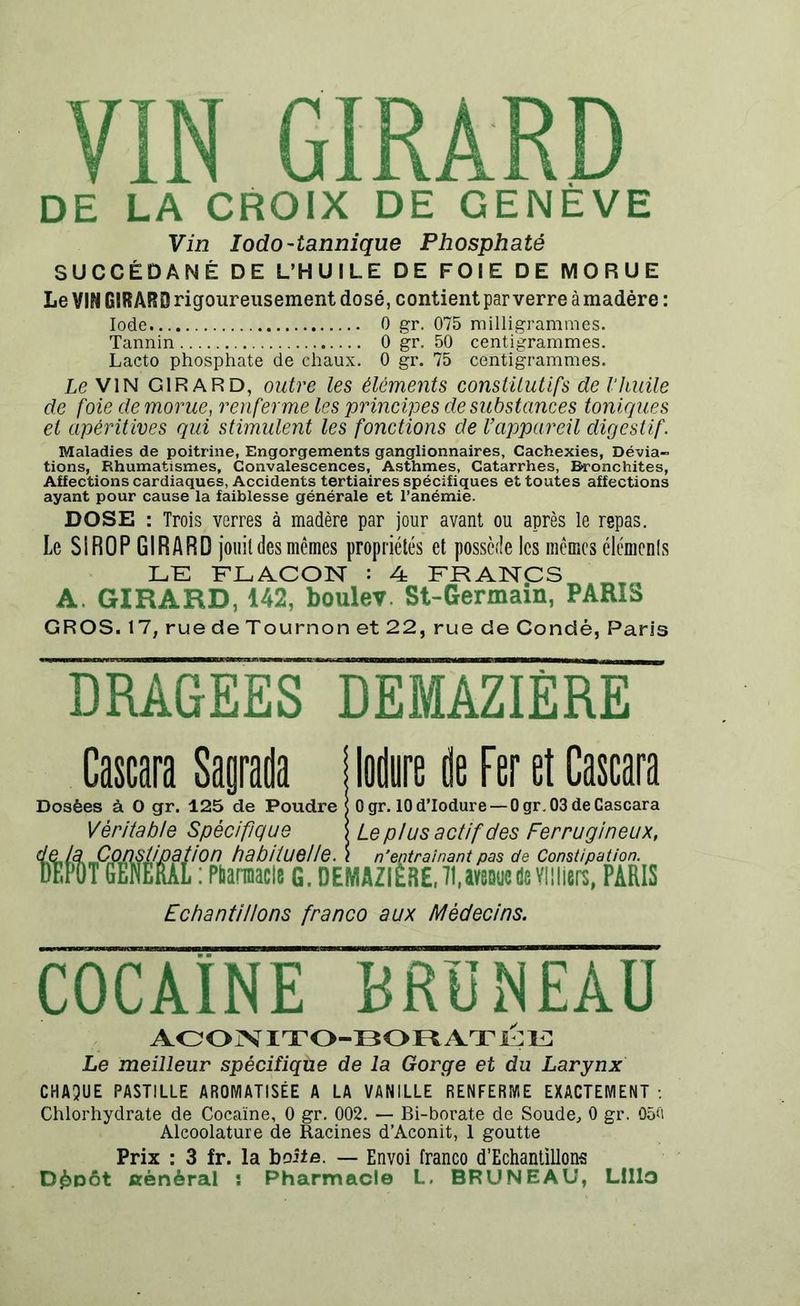 VIN GIRARD
DE LA CROIX DE GENÈVE
Vin Iodo-tannique Phosphaté
SUCCÉDANÉ DE L'HUILE DE FOIE DE MORUE
Le VIN GIRARD rigoureusement dosé, contient par verre à madère :
Iode........................... 0 gr. 075 milligrammes.
Tannin........................ 0 gr. 50 centigrammes.
Lacto phosphate de chaux. 0 gr. 75 centigrammes.
Le VIN GIRARD, outre les éléments constitutifs de l'huile
de foie de morue, renferme les principes de substances toniques
et apéritives qui stimulent les fonctions de l'appareil digestif.
Maladies de poitrine, Engorgements ganglionnaires, Cachexies, Dévia-
tions, Rhumatismes, Convalescences, Asthmes, Catarrhes, Bronchites,
Affections cardiaques, Accidents tertiaires spécifiques et toutes affections
ayant pour cause la faiblesse générale et l'anémie.
DOSE : Trois verres à madère par jour avant ou après le repas.
Le SIROP GIRARD jouit des mêmes propriétés et possède les mêmes éléments
LE FLACON : 4 FRANCS
A. GIRARD, 142, boulev. St-Germain, PARIS
GROS. 17, rue de Tournon et 22, rue de Condé, Paris
DRAGEES DEMAZIÈRE
Cascara Sagrada
Dosées à 0 gr. 125 de Poudre
Véritable Spécifique
de la Constipation habituelle.
Iodure de Fer et Cascara
0 gr. 10 d'Iodure — 0 gr. 03 de Cascara
Le plus actif des Ferrugineux,
n'entraînant pas de Constipation.
DEPOT GENERAL : Pharmacie G. DEMAZIÈRE, 71, avenue de Villiers, PARIS
Echantillons franco aux Médecins.
COCAÏNE BRUNEAU
ACONITO-BORATÉE
Le meilleur spécifique de la Gorge et du Larynx
CHAQUE PASTILLE AROMATISÉE A LA VANILLE RENFERME EXACTEMENT :
Chlorhydrate de Cocaïne, 0 gr. 002. — Bi-borate de Soude, 0 gr. 050
Alcoolature de Racines d'Aconit, 1 goutte
Prix : 3 fr. la boîte. — Envoi franco d'Echantillons
Dépôt général : Pharmacie L. BRUNEAU, Lille